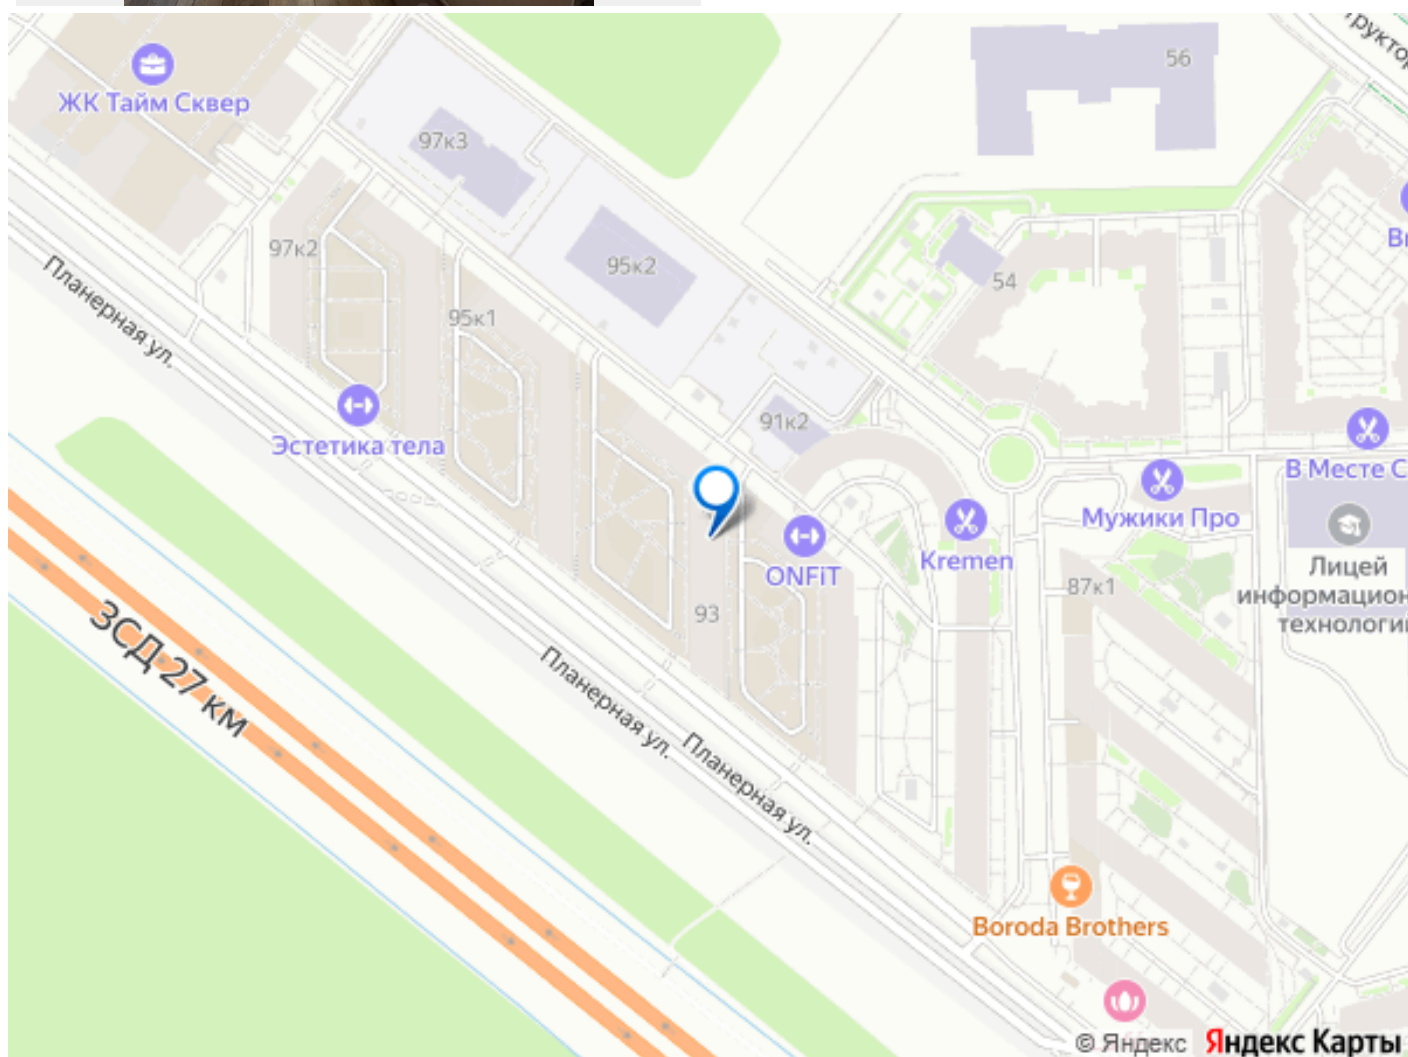 56
ЖК Тайм Сквер
97к3
97к2
95к2
Планерная ул.
54
95к1
91к2
Эстетика тела
В Месте С
Мужики Про
Kremen
ONFiT
Лицей
информацион
технологи
87к1
93
ЗСД 27 км
Планерная ул.
Планерная ул.
Boroda Brothers
© Яндекс Яндекс Карты